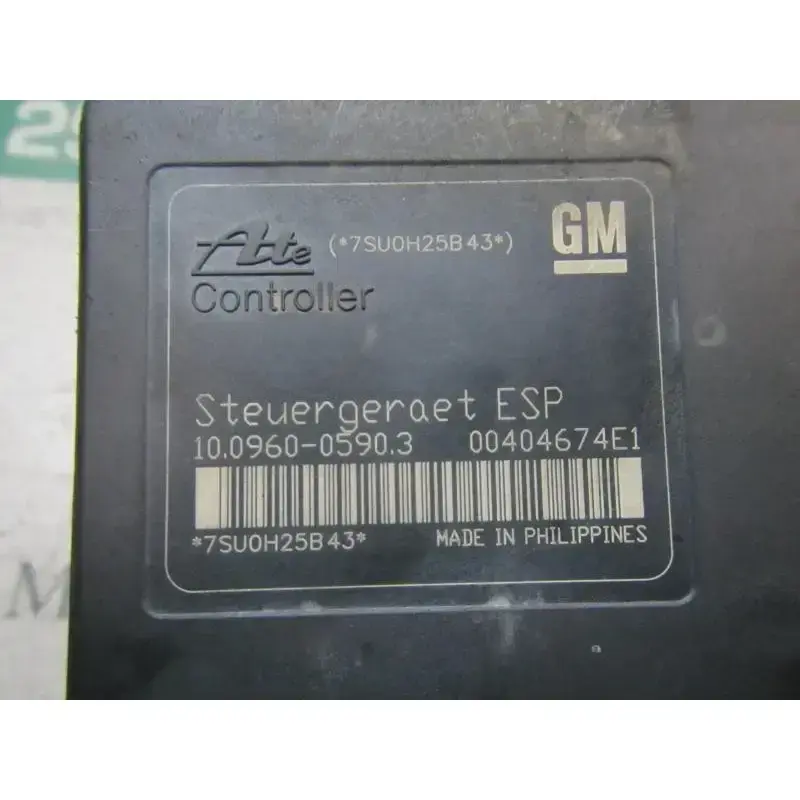 Ate (*7SU0H25B43*) GM
Controller
Steuergeraet ESP
10.0960-0590.3 00404674E1
*7SU0H25B43* MADE IN PHILIPPINES